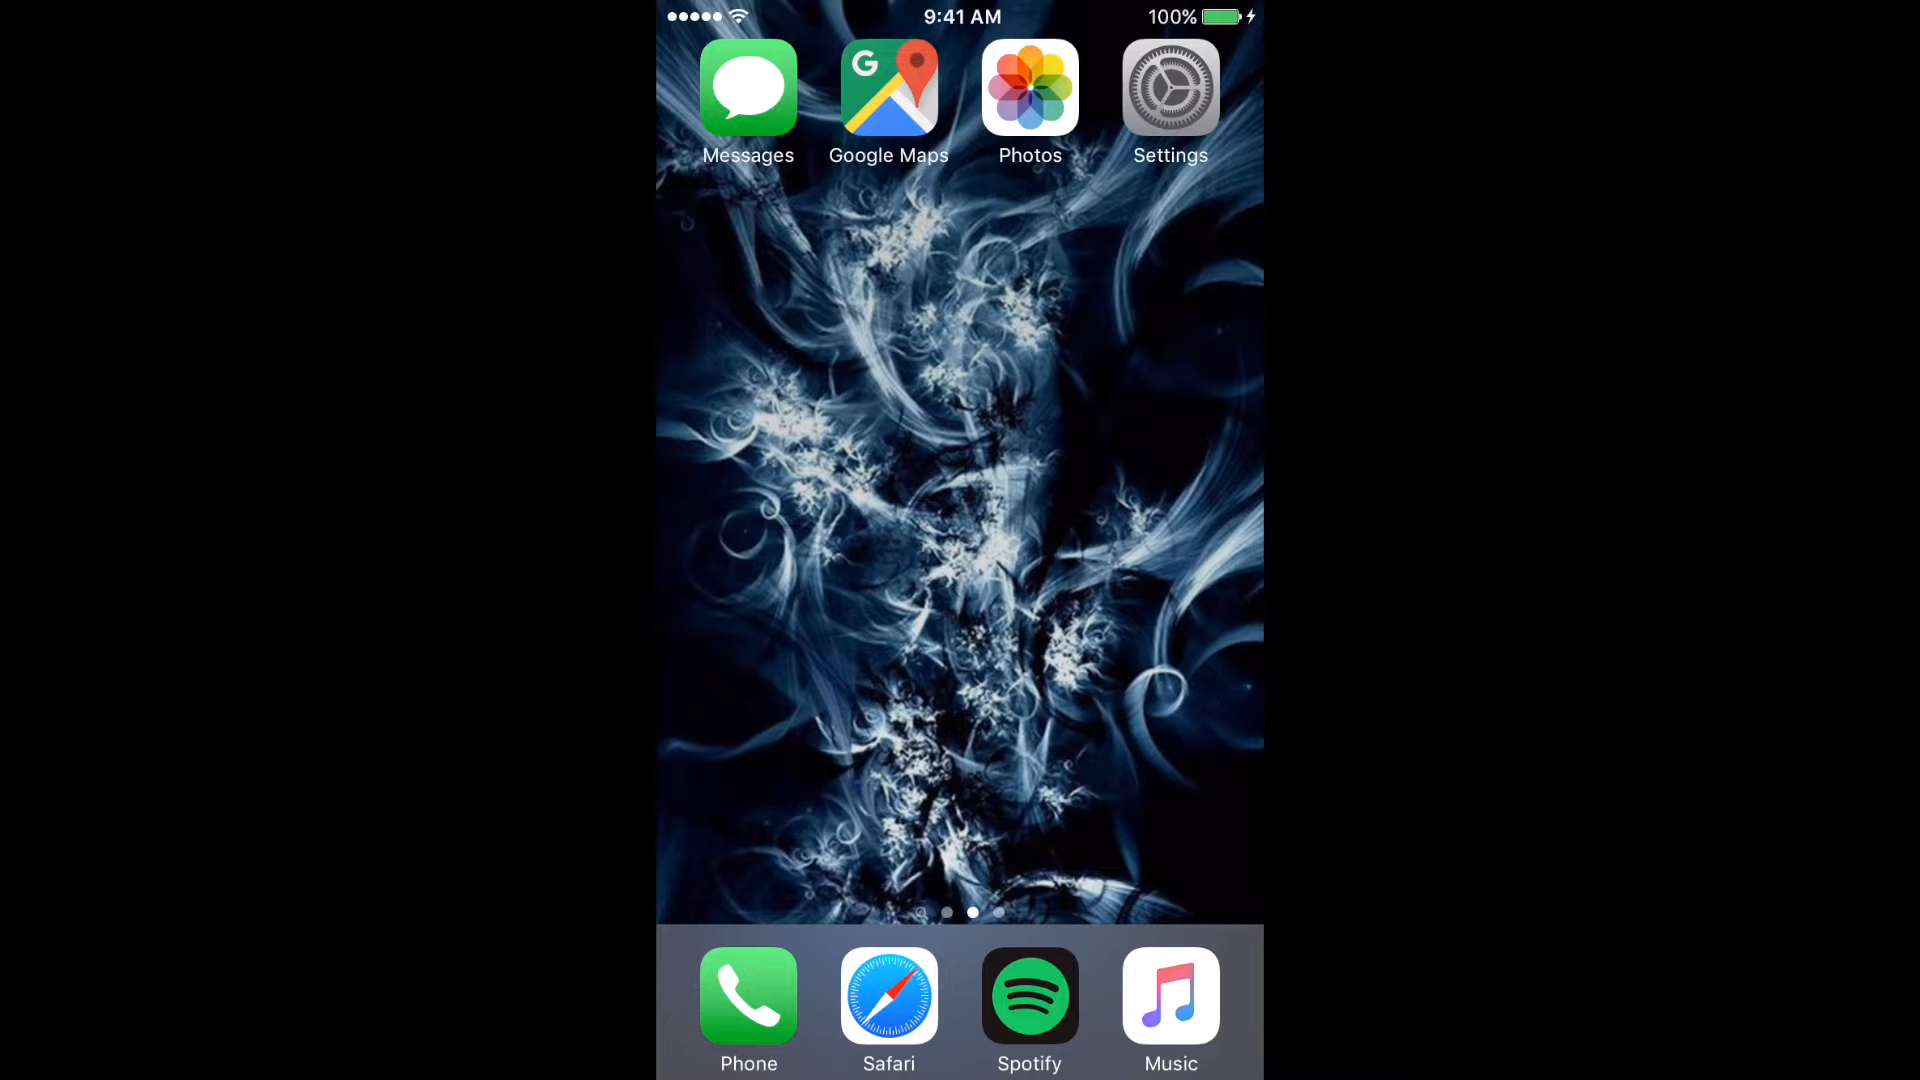 9:41 AM
100%
G
Messages
Google Maps
Photos
Settings
Phone
Safari
Spotify
Music